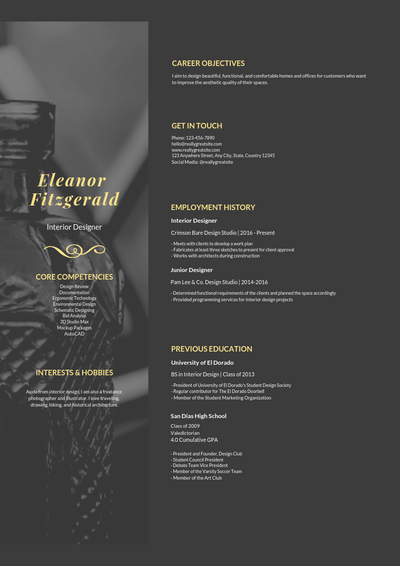 Eleanor
Fitzgerald
Interior Designer
CORE COMPETENCIES
Design Review
Documentation
Ergonomic Technology
Environmental Design
Schematic Designing
Bid Analysis
3D Studio Max
Mockup Packages
AutoCAD
INTERESTS & HOBBIES
Aside from interior design, I am also a freelance
photographer and illustrator. I love traveling,
drawing, hiking, and historical architecture.
CAREER OBJECTIVES
I aim to design beautiful, functional, and comfortable homes and offices for customers who want
to improve the aesthetic quality of their spaces.
GET IN TOUCH
Phone: 123-456-7890
hello@reallygreatsite.com
www.reallygreatsite.com
123 Anywhere Street, Any City, State, Country 12345
Social Media: @reallygreatsite
EMPLOYMENT HISTORY
Interior Designer
Crimson Bare Design Studio | 2016 - Present
- Meets with clients to develop a work plan
- Fabricates at least three sketches to present for client approval
- Works with architects during construction
Junior Designer
Pam Lee & Co. Design Studio | 2014-2016
- Determined functional requirements of the clients and planned the space accordingly
- Provided programming services for interior design projects
PREVIOUS EDUCATION
University of El Dorado
BS in Interior Design | Class of 2013
- President of University of El Dorado's Student Design Society
- Regular contributor for The El Dorado Doorbell
- Member of the Student Marketing Organization
San Dias High School
Class of 2009
Valedictorian
4.0 Cumulative GPA
- President and Founder, Design Club
- Student Council President
- Debate Team Vice President
- Member of the Varsity Soccer Team
- Member of the Art Club